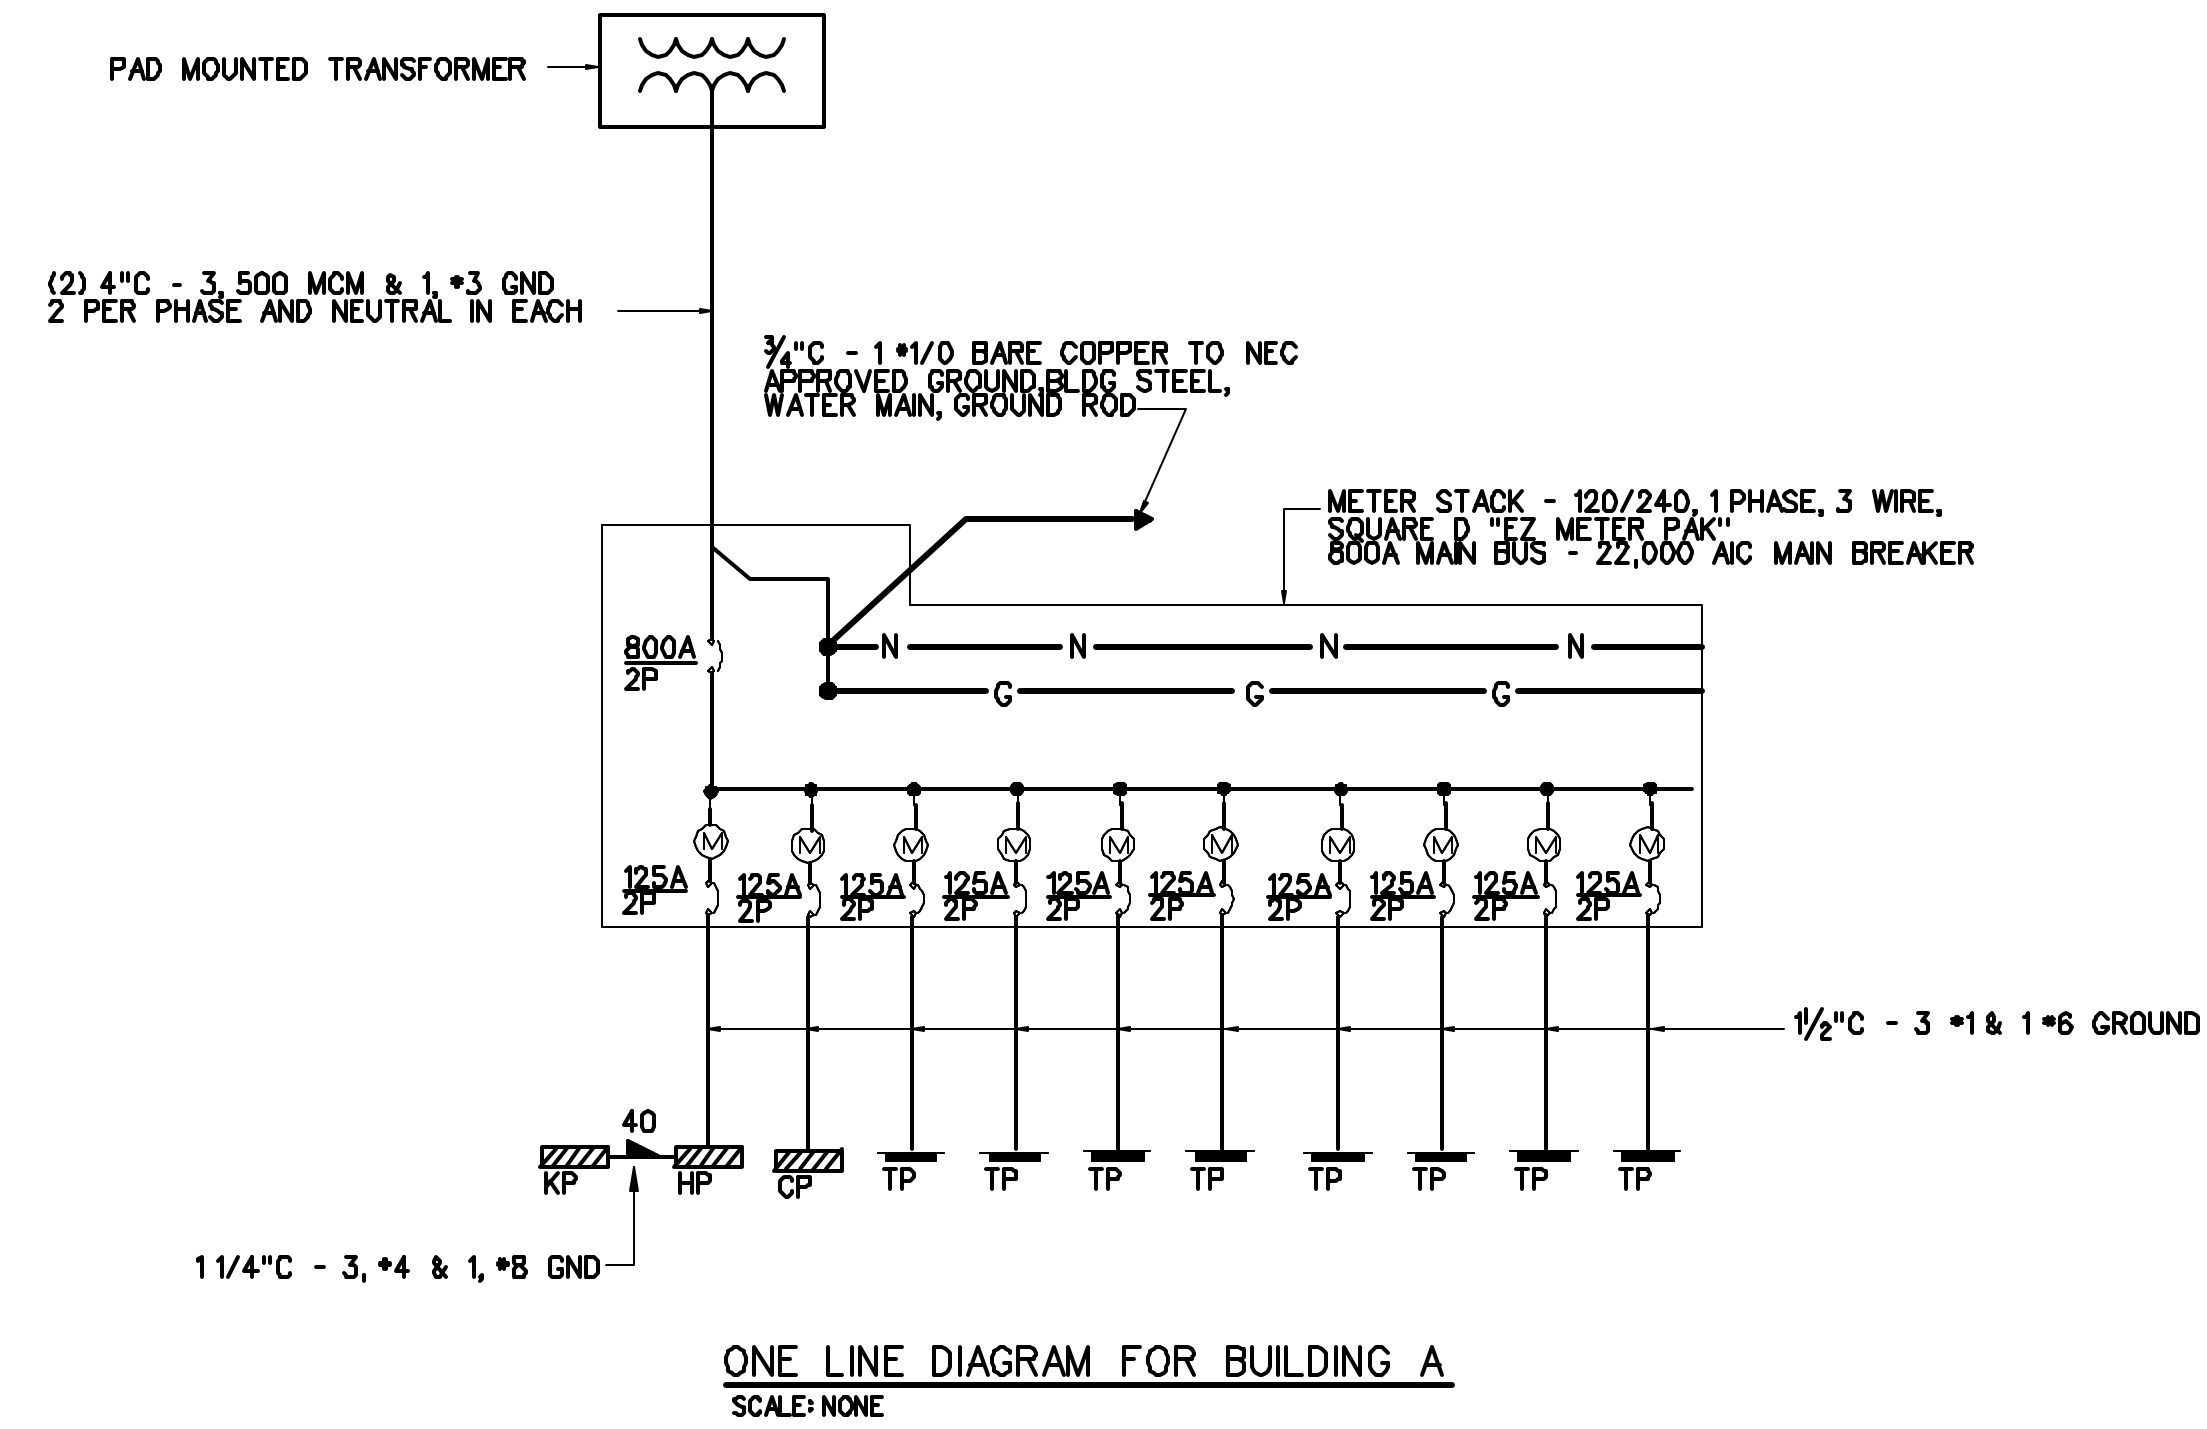 PAD MOUNTED TRANSFORMER
(2) 4"C - 3, 500 MCM & 1, *3 GND
2 PER PHASE AND NEUTRAL IN EACH
¾"C - 1 *1/0 BARE COPPER TO NEC
APPROVED GROUND,BLDG STEEL,
WATER MAIN, GROUND ROD
METER STACK - 120/240, 1 PHASE, 3 WIRE,
SQUARE D "EZ METER PAK"
800A MAIN BUS - 22,000 AIC MAIN BREAKER
800A
2P
N N N N
G G G
M M M M M M M M M M
125A 125A 125A 125A 125A 125A 125A 125A 125A 125A
2P 2P 2P 2P 2P 2P 2P 2P 2P 2P
1½"C - 3 *1 & 1 *6 GROUND
40
KP HP CP TP TP TP TP TP TP TP TP
1 1/4"C - 3, *4 & 1, *8 GND
ONE LINE DIAGRAM FOR BUILDING A
SCALE: NONE